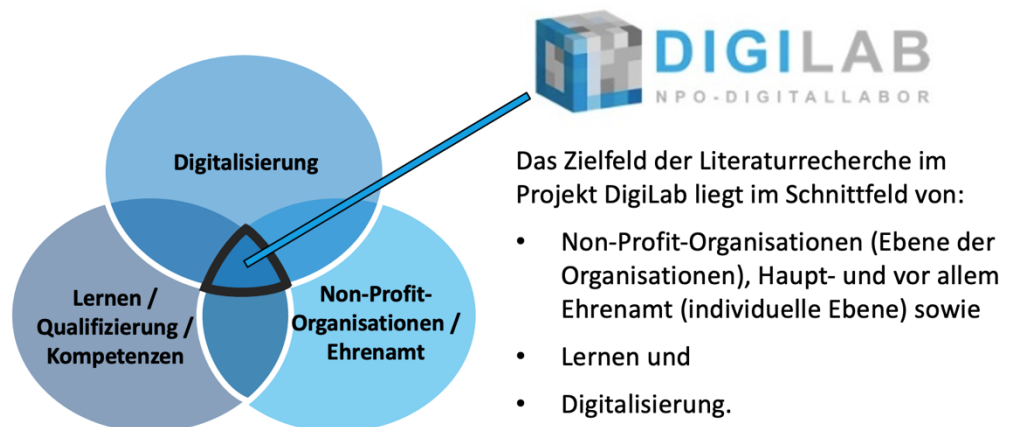 DIGILAB
NPO-DIGITALLABOR
Digitalisierung
Lernen /
Qualifizierung /
Kompetenzen
Non-Profit-
Organisationen /
Ehrenamt
Das Zielfeld der Literaturrecherche im
Projekt DigiLab liegt im Schnittfeld von:
• Non-Profit-Organisationen (Ebene der
Organisationen), Haupt- und vor allem
Ehrenamt (individuelle Ebene) sowie
• Lernen und
• Digitalisierung.